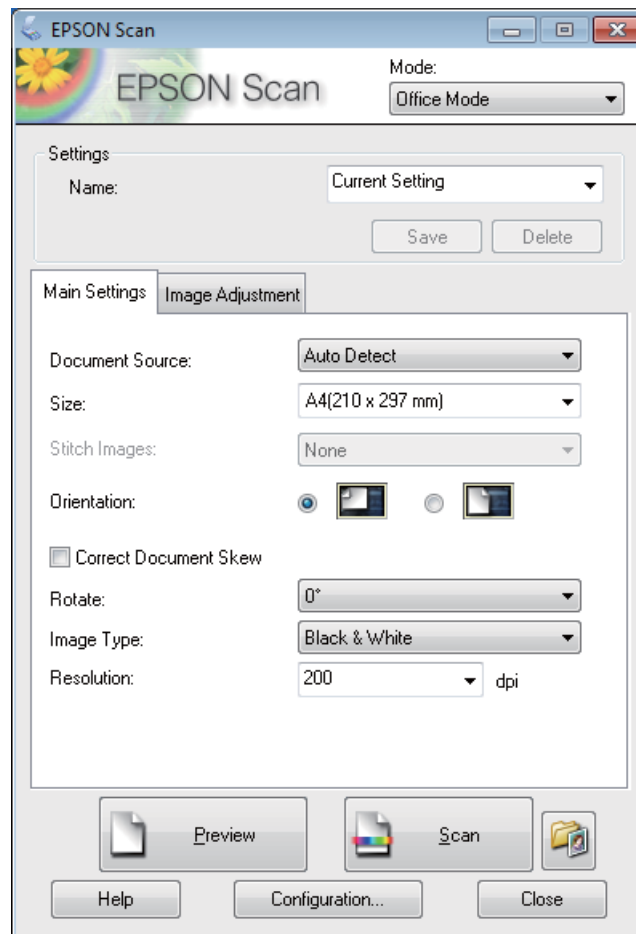 EPSON Scan
EPSON Scan
Mode:
Office Mode
Settings
Name:
Current Setting
Save
Delete
Main Settings
Image Adjustment
Document Source:
Auto Detect
Size:
A4(210 x 297 mm)
Stitch Images:
None
Orientation:
Correct Document Skew
Rotate:
0°
Image Type:
Black & White
Resolution:
200
dpi
Preview
Scan
Help
Configuration...
Close